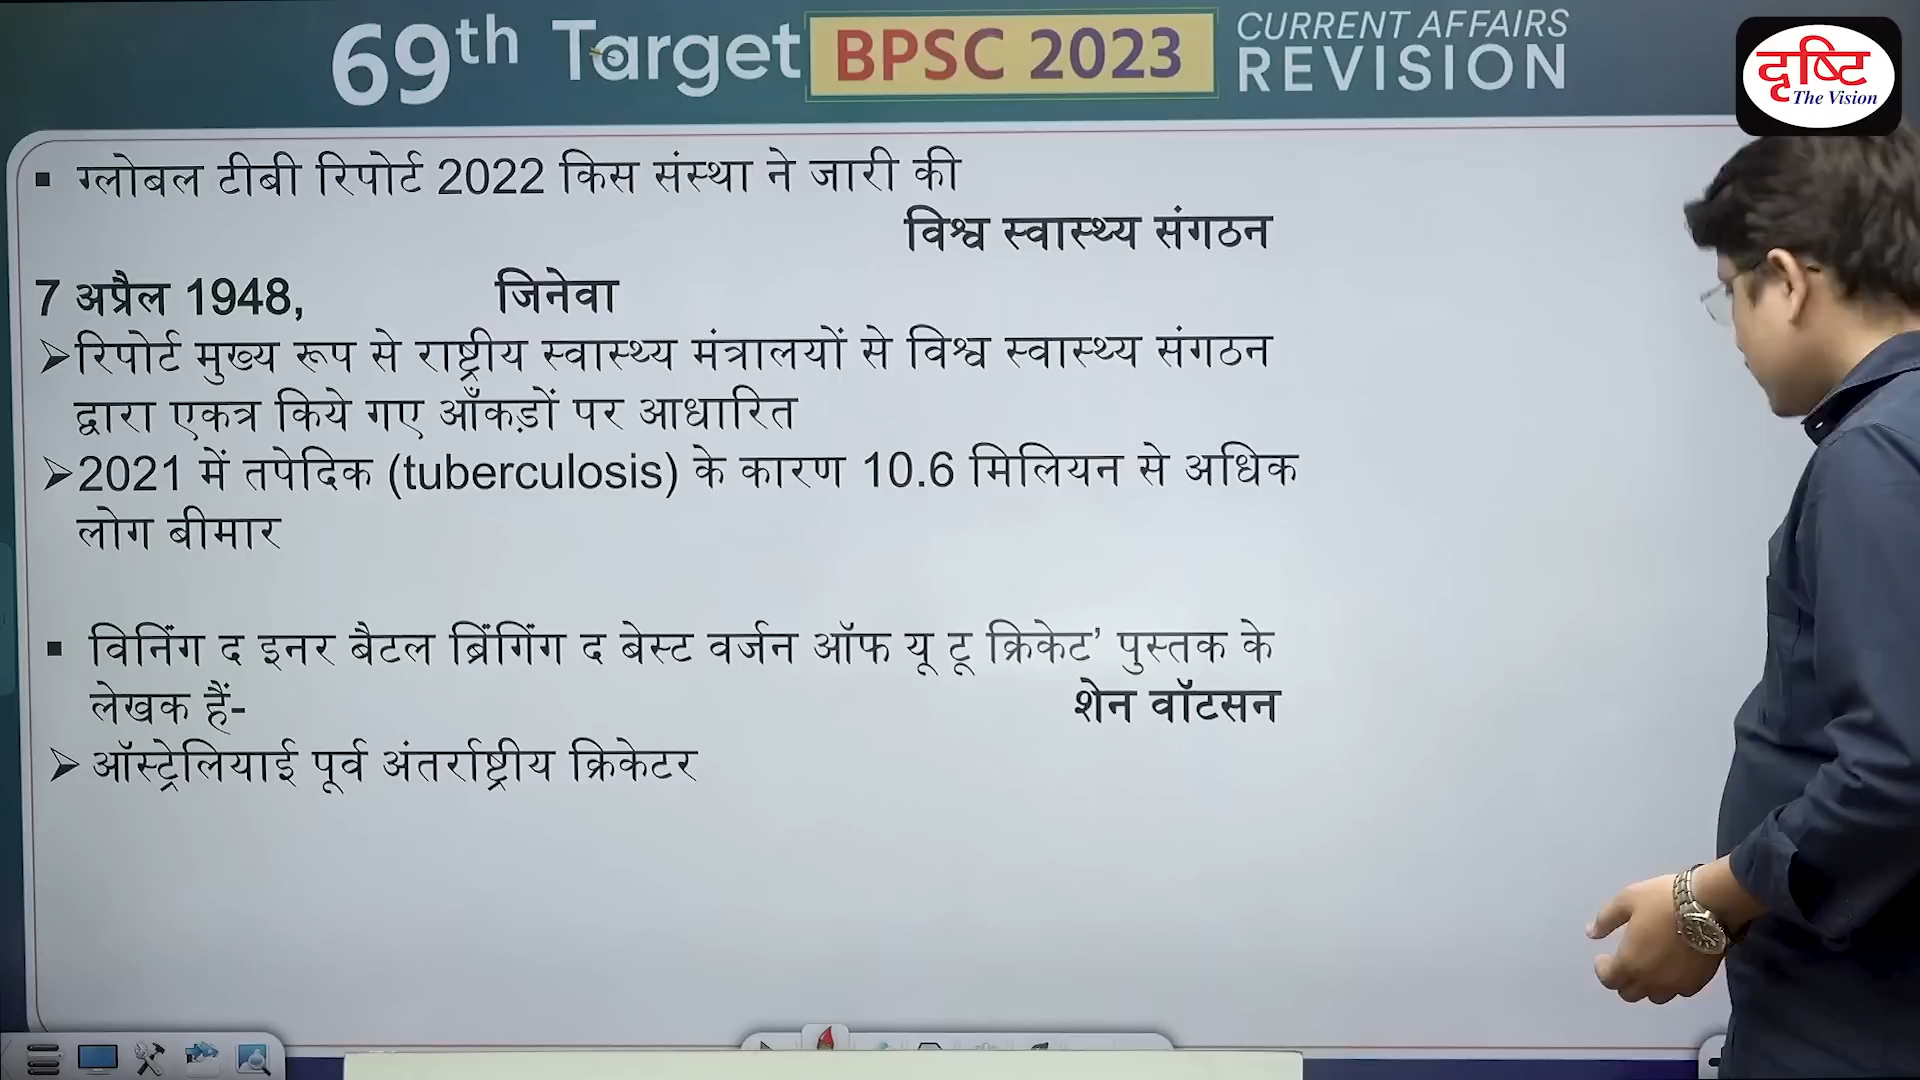 69th Target BPSC 2023 CURRENT AFFAIRS
REVISION
दृष्टि
The Vision
▪ ग्लोबल टीबी रिपोर्ट 2022 किस संस्था ने जारी की
विश्व स्वास्थ्य संगठन
7 अप्रैल 1948, जिनेवा
➢रिपोर्ट मुख्य रूप से राष्ट्रीय स्वास्थ्य मंत्रालयों से विश्व स्वास्थ्य संगठन
द्वारा एकत्र किये गए आँकड़ों पर आधारित
➢2021 में तपेदिक (tuberculosis) के कारण 10.6 मिलियन से अधिक
लोग बीमार
▪ विनिंग द इनर बैटल ब्रिंगिंग द बेस्ट वर्जन ऑफ यू टू क्रिकेट’ पुस्तक के
लेखक हैं- शेन वॉटसन
➢ ऑस्ट्रेलियाई पूर्व अंतर्राष्ट्रीय क्रिकेटर